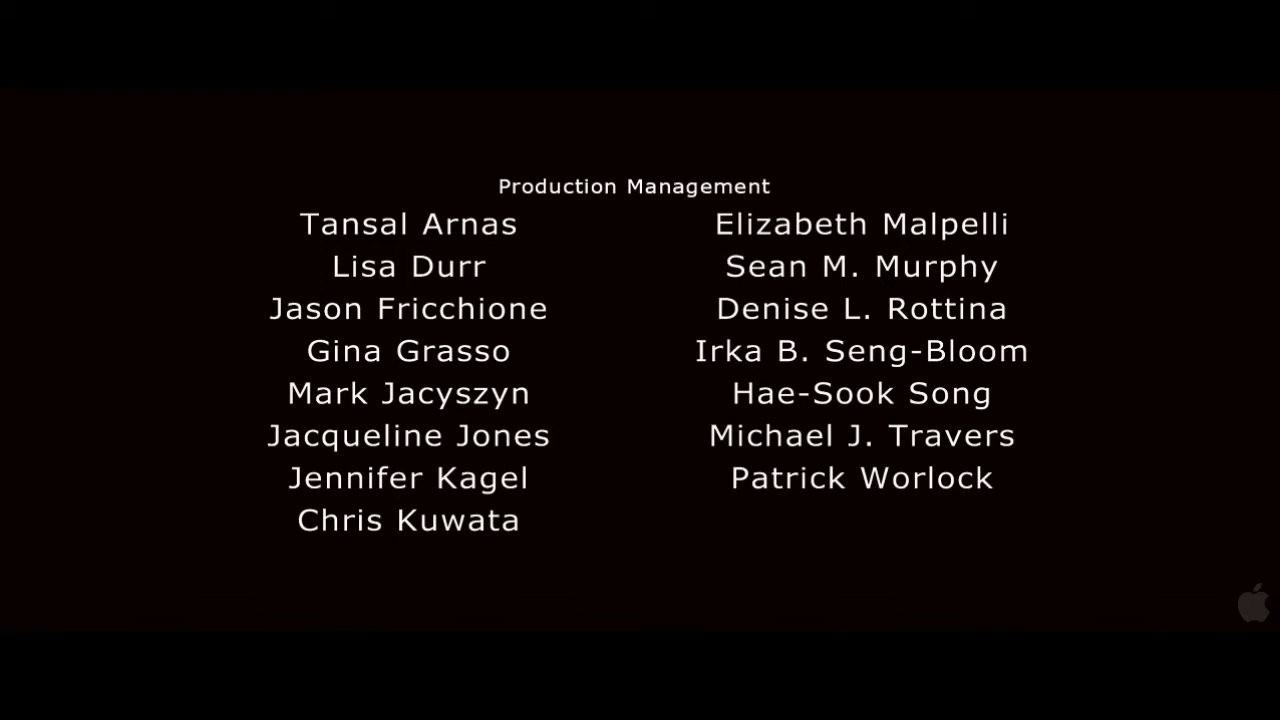 Production Management
Tansal Arnas
Lisa Durr
Jason Fricchione
Gina Grasso
Mark Jacyszyn
Jacqueline Jones
Jennifer Kagel
Chris Kuwata
Elizabeth Malpelli
Sean M. Murphy
Denise L. Rottina
Irka B. Seng-Bloom
Hae-Sook Song
Michael J. Travers
Patrick Worlock